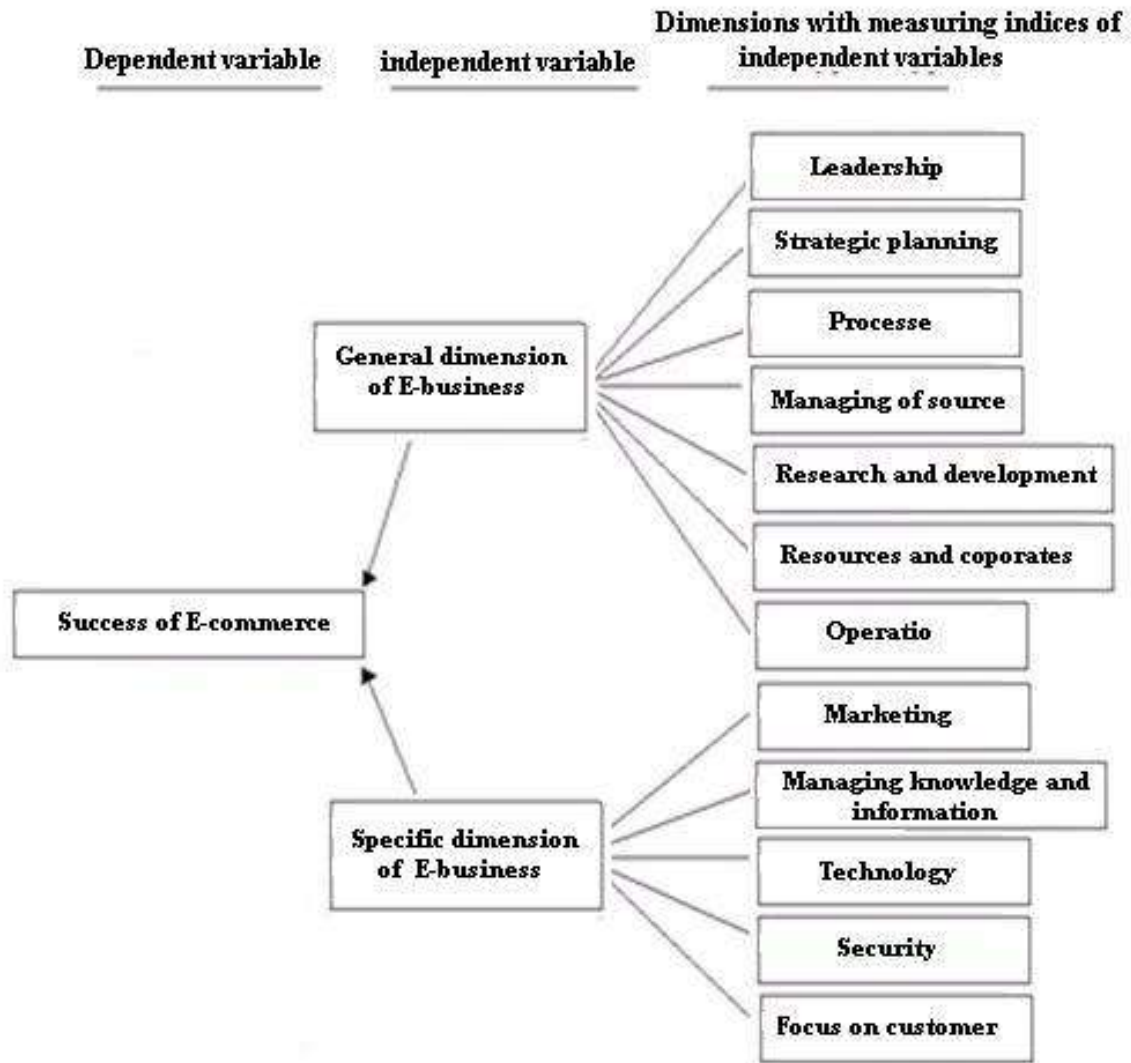 Dependent variable
independent variable
Dimensions with measuring indices of
independent variables
Leadership
Strategic planning
Processe
General dimension
of E-business
Managing of source
Research and development
Resources and coporates
Success of E-commerce
Operatio
Marketing
Managing knowledge and
information
Specific dimension
of E-business
Technology
Security
Focus on customer